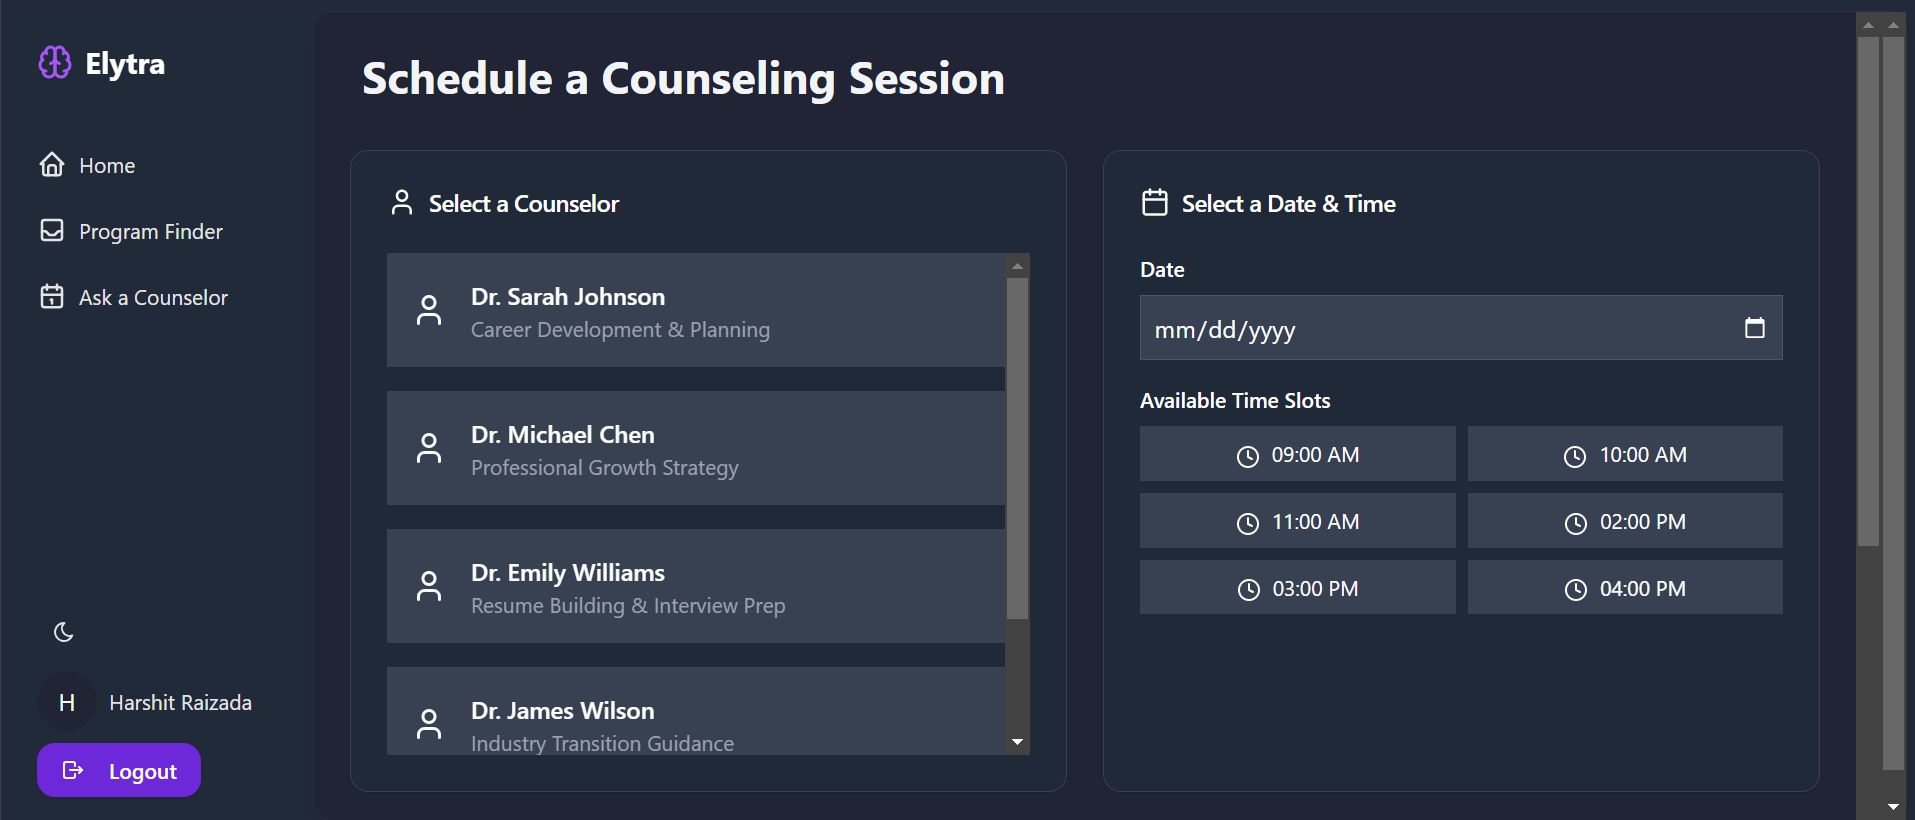 Elytra
Home
Program Finder
Ask a Counselor
H
Harshit Raizada
Logout
Schedule a Counseling Session
Select a Counselor
Dr. Sarah Johnson
Career Development & Planning
Dr. Michael Chen
Professional Growth Strategy
Dr. Emily Williams
Resume Building & Interview Prep
Dr. James Wilson
Industry Transition Guidance
Select a Date & Time
Date
mm/dd/yyyy
Available Time Slots
09:00 AM
10:00 AM
11:00 AM
02:00 PM
03:00 PM
04:00 PM